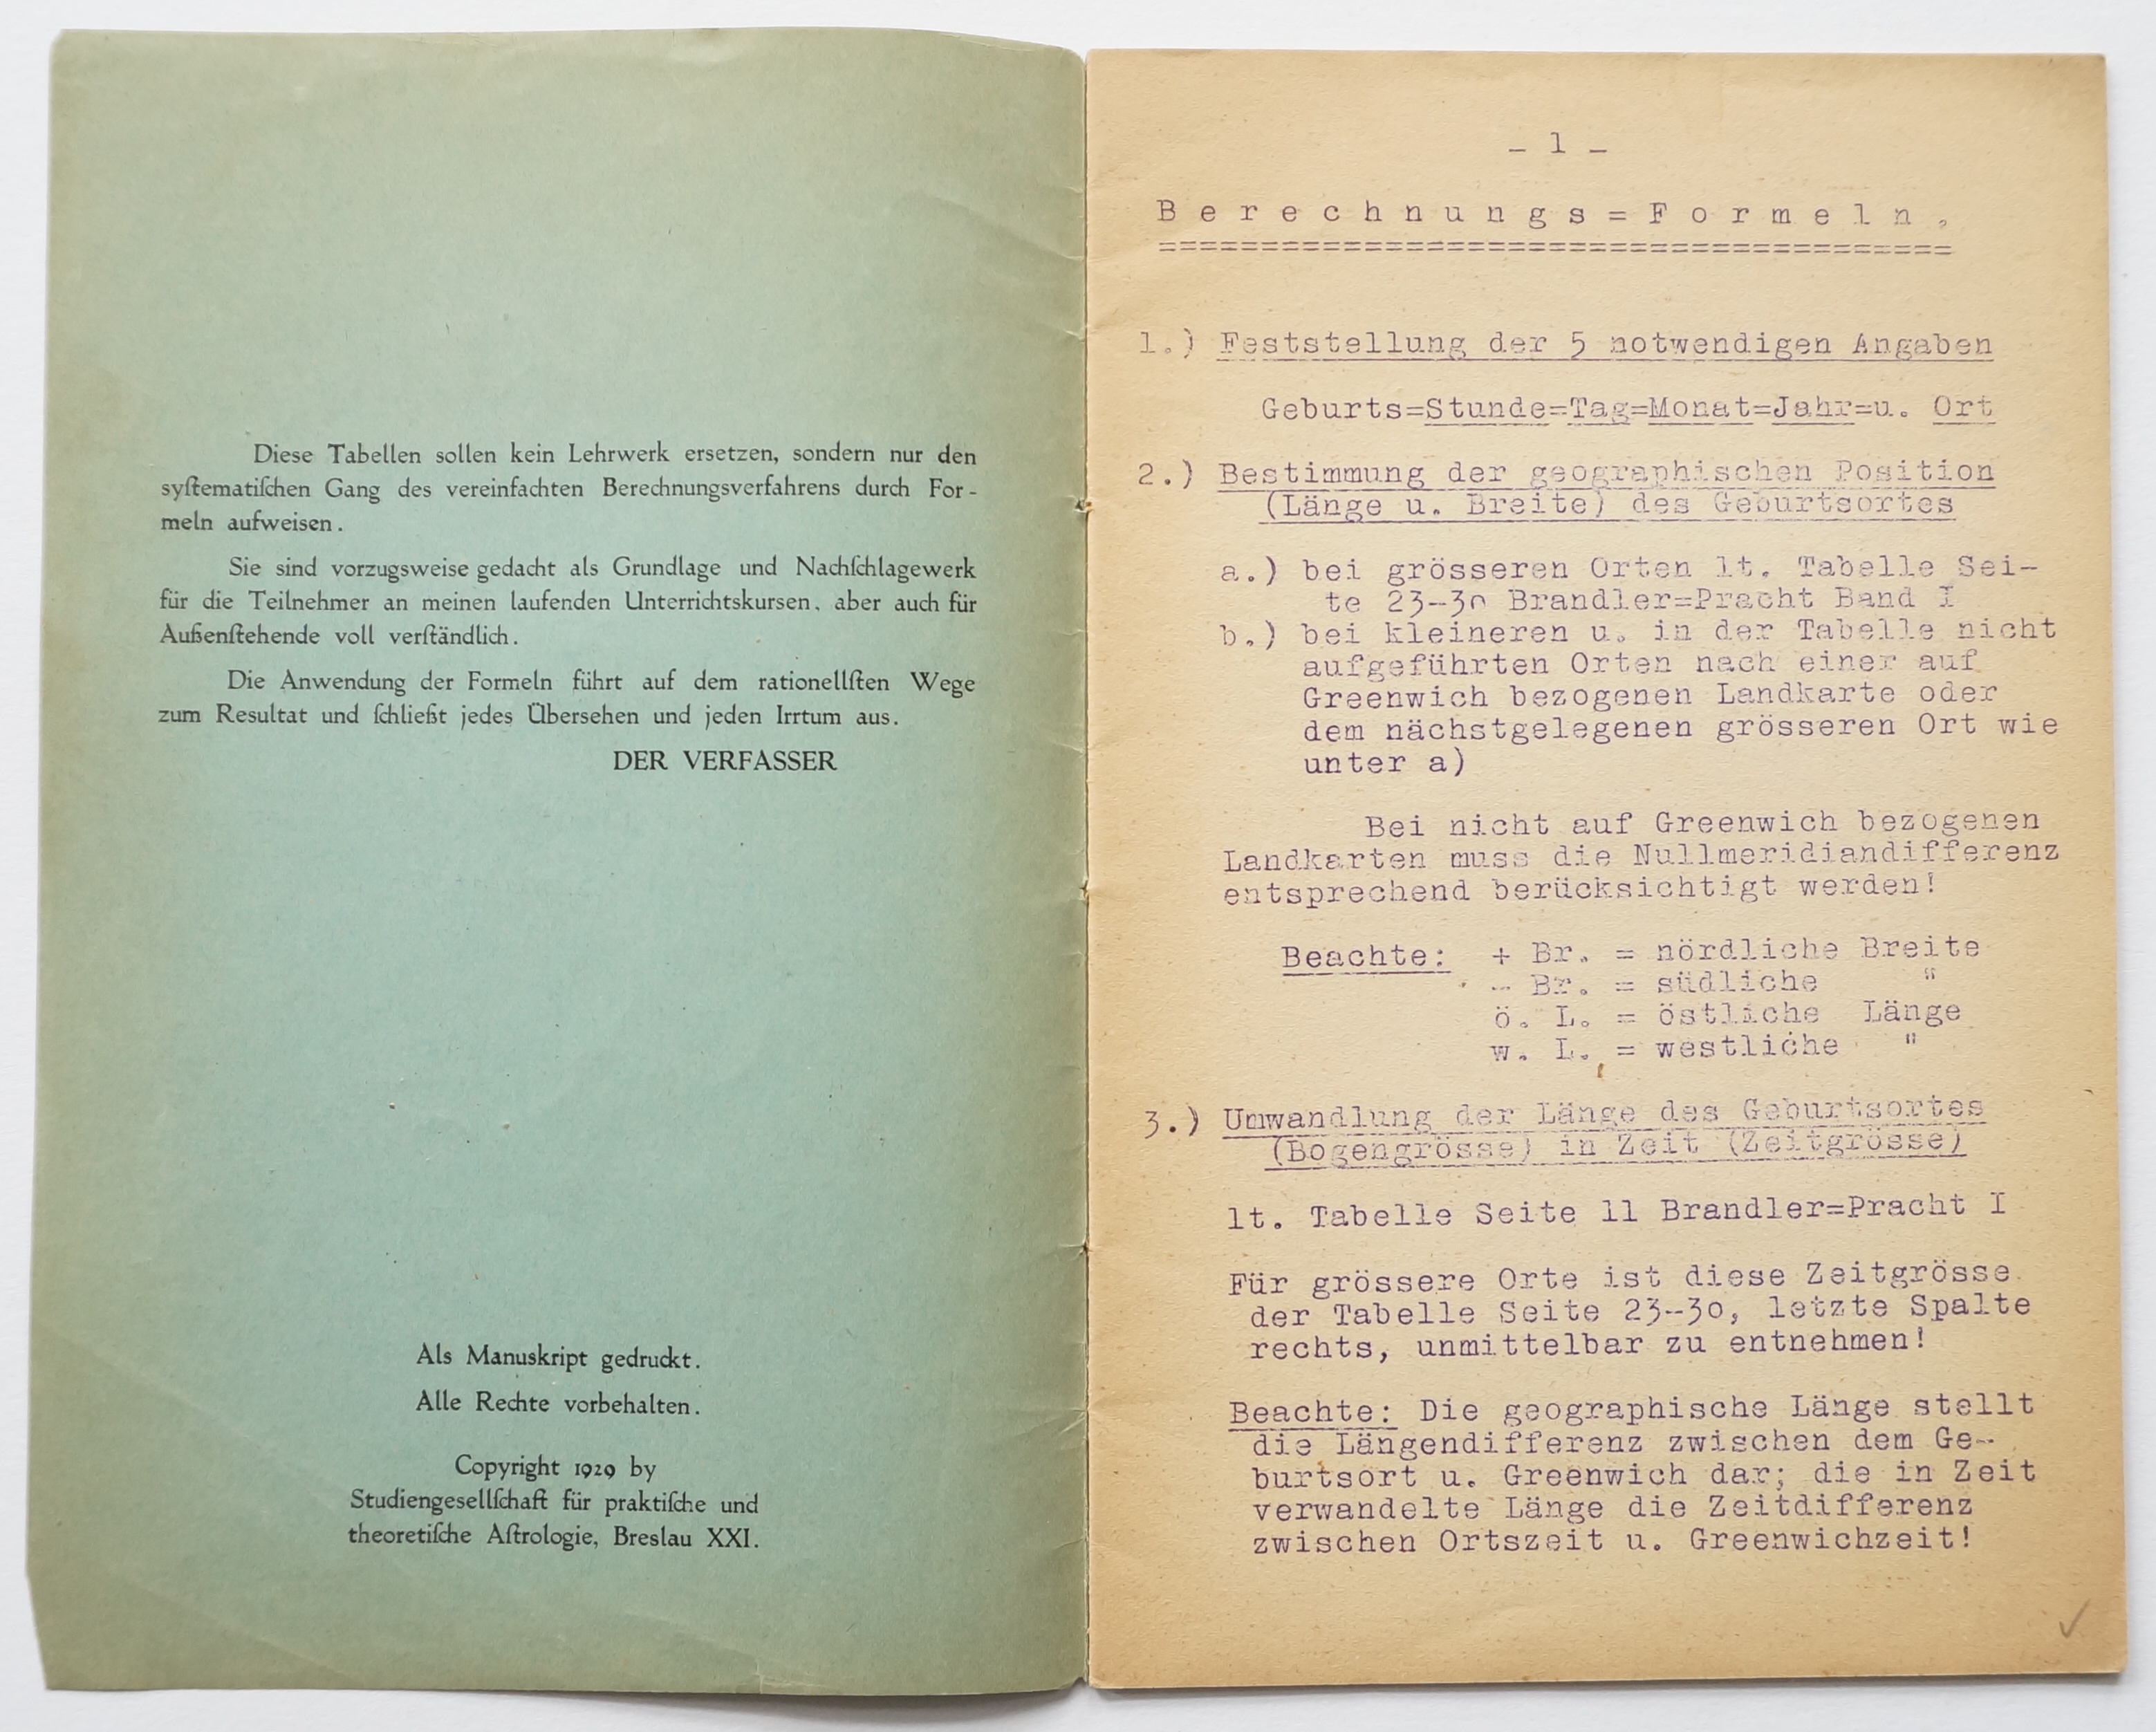 Diese Tabellen sollen kein Lehrwerk ersetzen, sondern nur den
syſtematiſchen Gang des vereinfachten Berechnungsverfahrens durch For-
meln aufweisen.
Sie sind vorzugsweise gedacht als Grundlage und Nachſchlagewerk
für die Teilnehmer an meinen laufenden Unterrichtskursen, aber auch für
Außenſtehende voll verſtändlich.
Die Anwendung der Formeln führt auf dem rationellſten Wege
zum Resultat und ſchließt jedes Übersehen und jeden Irrtum aus.
DER VERFASSER
Als Manuskript gedruckt.
Alle Rechte vorbehalten.
Copyright 1929 by
Studiengesellſchaft für praktiſche und
theoretiſche Aſtrologie, Breslau XXI.
- 1 -
Berechnungs=Formeln.
======================================
1.) Feststellung der 5 notwendigen Angaben
Geburts=Stunde=Tag=Monat=Jahr=u. Ort
2.) Bestimmung der geographischen Position
(Länge u. Breite) des Geburtsortes
a.) bei grösseren Orten lt. Tabelle Sei-
te 23-30 Brandler=Pracht Band I
b.) bei kleineren u. in der Tabelle nicht
aufgeführten Orten nach einer auf
Greenwich bezogenen Landkarte oder
dem nächstgelegenen grösseren Ort wie
unter a)
Bei nicht auf Greenwich bezogenen
Landkarten muss die Nullmeridiandifferenz
entsprechend berücksichtigt werden!
Beachte: + Br. = nördliche Breite
- Br. = südliche "
ö. L. = östliche Länge
w. L. = westliche "
3.) Umwandlung der Länge des Geburtsortes
(Bogengrösse) in Zeit (Zeitgrösse)
lt. Tabelle Seite 11 Brandler=Pracht I
Für grössere Orte ist diese Zeitgrösse
der Tabelle Seite 23-30, letzte Spalte
rechts, unmittelbar zu entnehmen!
Beachte: Die geographische Länge stellt
die Längendifferenz zwischen dem Ge-
burtsort u. Greenwich dar; die in Zeit
verwandelte Länge die Zeitdifferenz
zwischen Ortszeit u. Greenwichzeit!